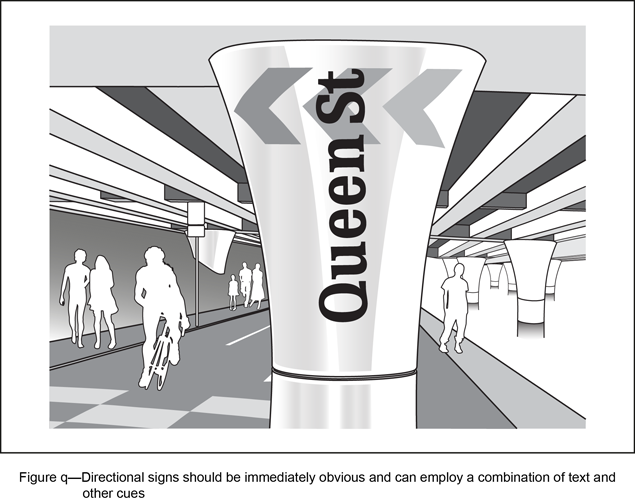 Queen St
Figure q—Directional signs should be immediately obvious and can employ a combination of text and
other cues